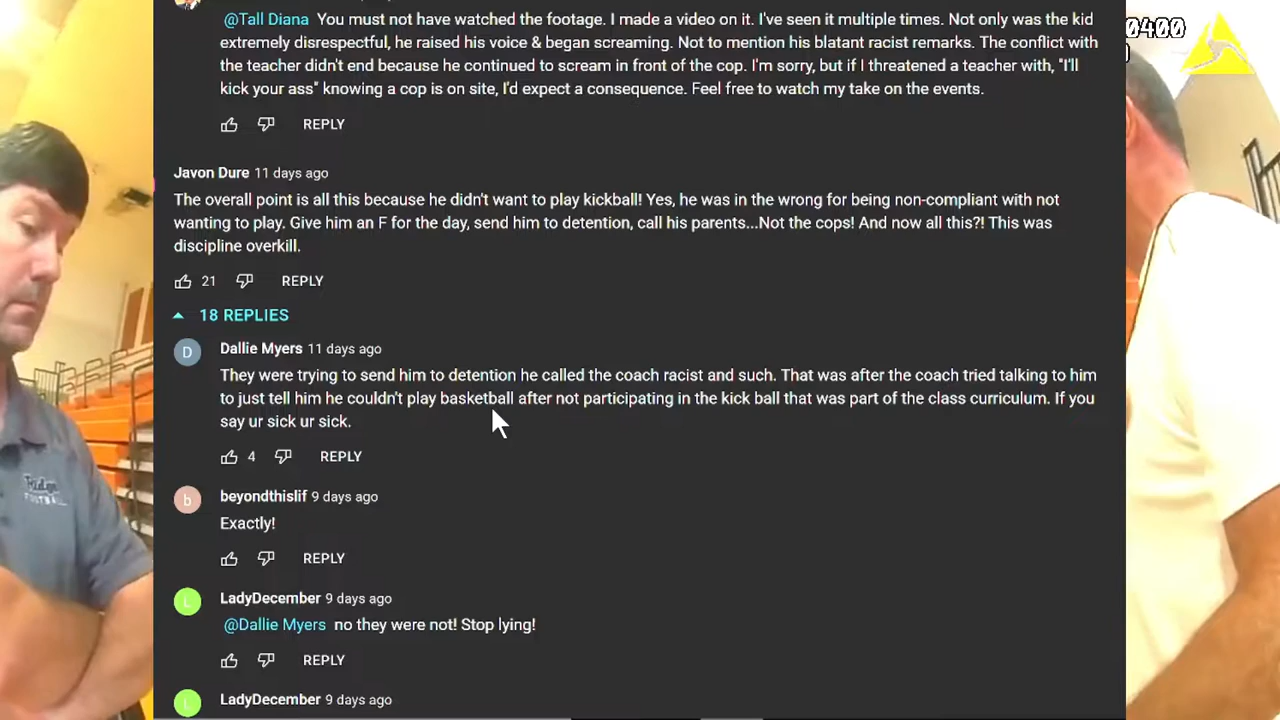 @Tall Diana You must not have watched the footage. I made a video on it. I've seen it multiple times. Not only was the kid
extremely disrespectful, he raised his voice & began screaming. Not to mention his blatant racist remarks. The conflict with
the teacher didn't end because he continued to scream in front of the cop. I'm sorry, but if I threatened a teacher with, "I'll
kick your ass" knowing a cop is on site, I'd expect a consequence. Feel free to watch my take on the events.
REPLY
Javon Dure 11 days ago
The overall point is all this because he didn't want to play kickball! Yes, he was in the wrong for being non-compliant with not
wanting to play. Give him an F for the day, send him to detention, call his parents...Not the cops! And now all this?! This was
discipline overkill.
21 REPLY
18 REPLIES
D
Dallie Myers 11 days ago
They were trying to send him to detention he called the coach racist and such. That was after the coach tried talking to him
to just tell him he couldn't play basketball after not participating in the kick ball that was part of the class curriculum. If you
say ur sick ur sick.
4 REPLY
b
beyondthislif 9 days ago
Exactly!
REPLY
L
LadyDecember 9 days ago
@Dallie Myers no they were not! Stop lying!
REPLY
L
LadyDecember 9 days ago
0400
FOOTBALL